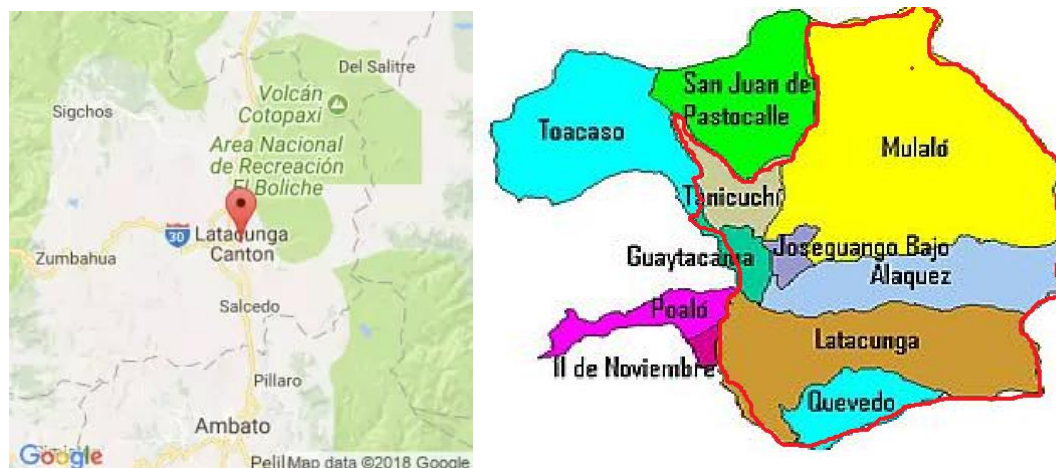 Del Salitre
Volcán
Cotopaxi
Sigchos
Area Nacional
de Recreación
El Boliche
30
Latacunga
Canton
Zumbahua
Salcedo
Pillaro
Ambato
Google
Map data ©2018 Google
San Juan de
Pastocalle
Toacaso
Mulaló
Tanicuchí
Joseguango Bajo
Guaytacama
Alaquez
Poaló
Latacunga
II de Noviembre
Quevedo